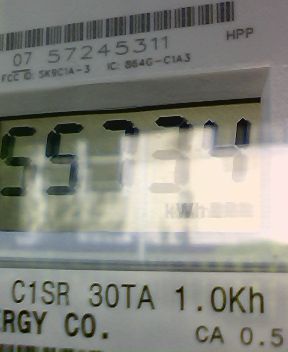 07 57245311
HPP
FCC ID: SK9C1A-3 IC: 864G-C1A3
55734
kWh
C1SR 30TA 1.0Kh
RGY CO.
CA 0.5